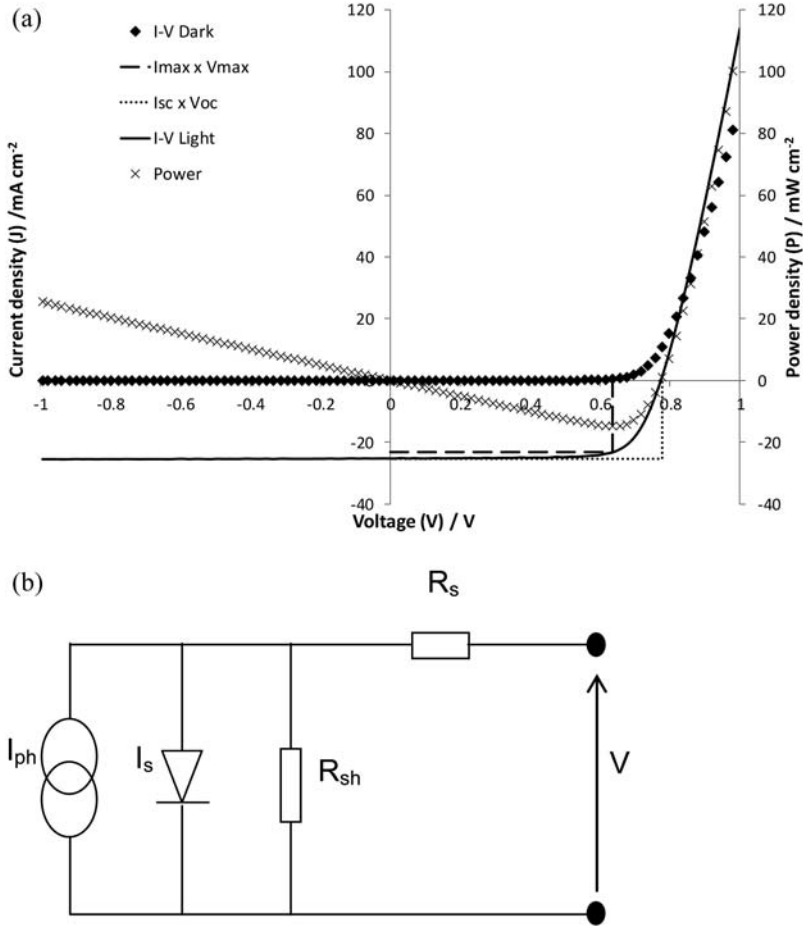 (a)
I-V Dark
Imax x Vmax
Isc x Voc
I-V Light
Power
Current density (J) /mA cm⁻²
120
100
80
60
40
20
0
-20
-40
-1 -0.8 -0.6 -0.4 -0.2 0 0.2 0.4 0.6 0.8 1
Voltage (V) / V
120
100
80
60
40
20
0
-20
-40
Power density (P) / mW cm⁻²
(b)
Rs
Iph
Is
Rsh
V